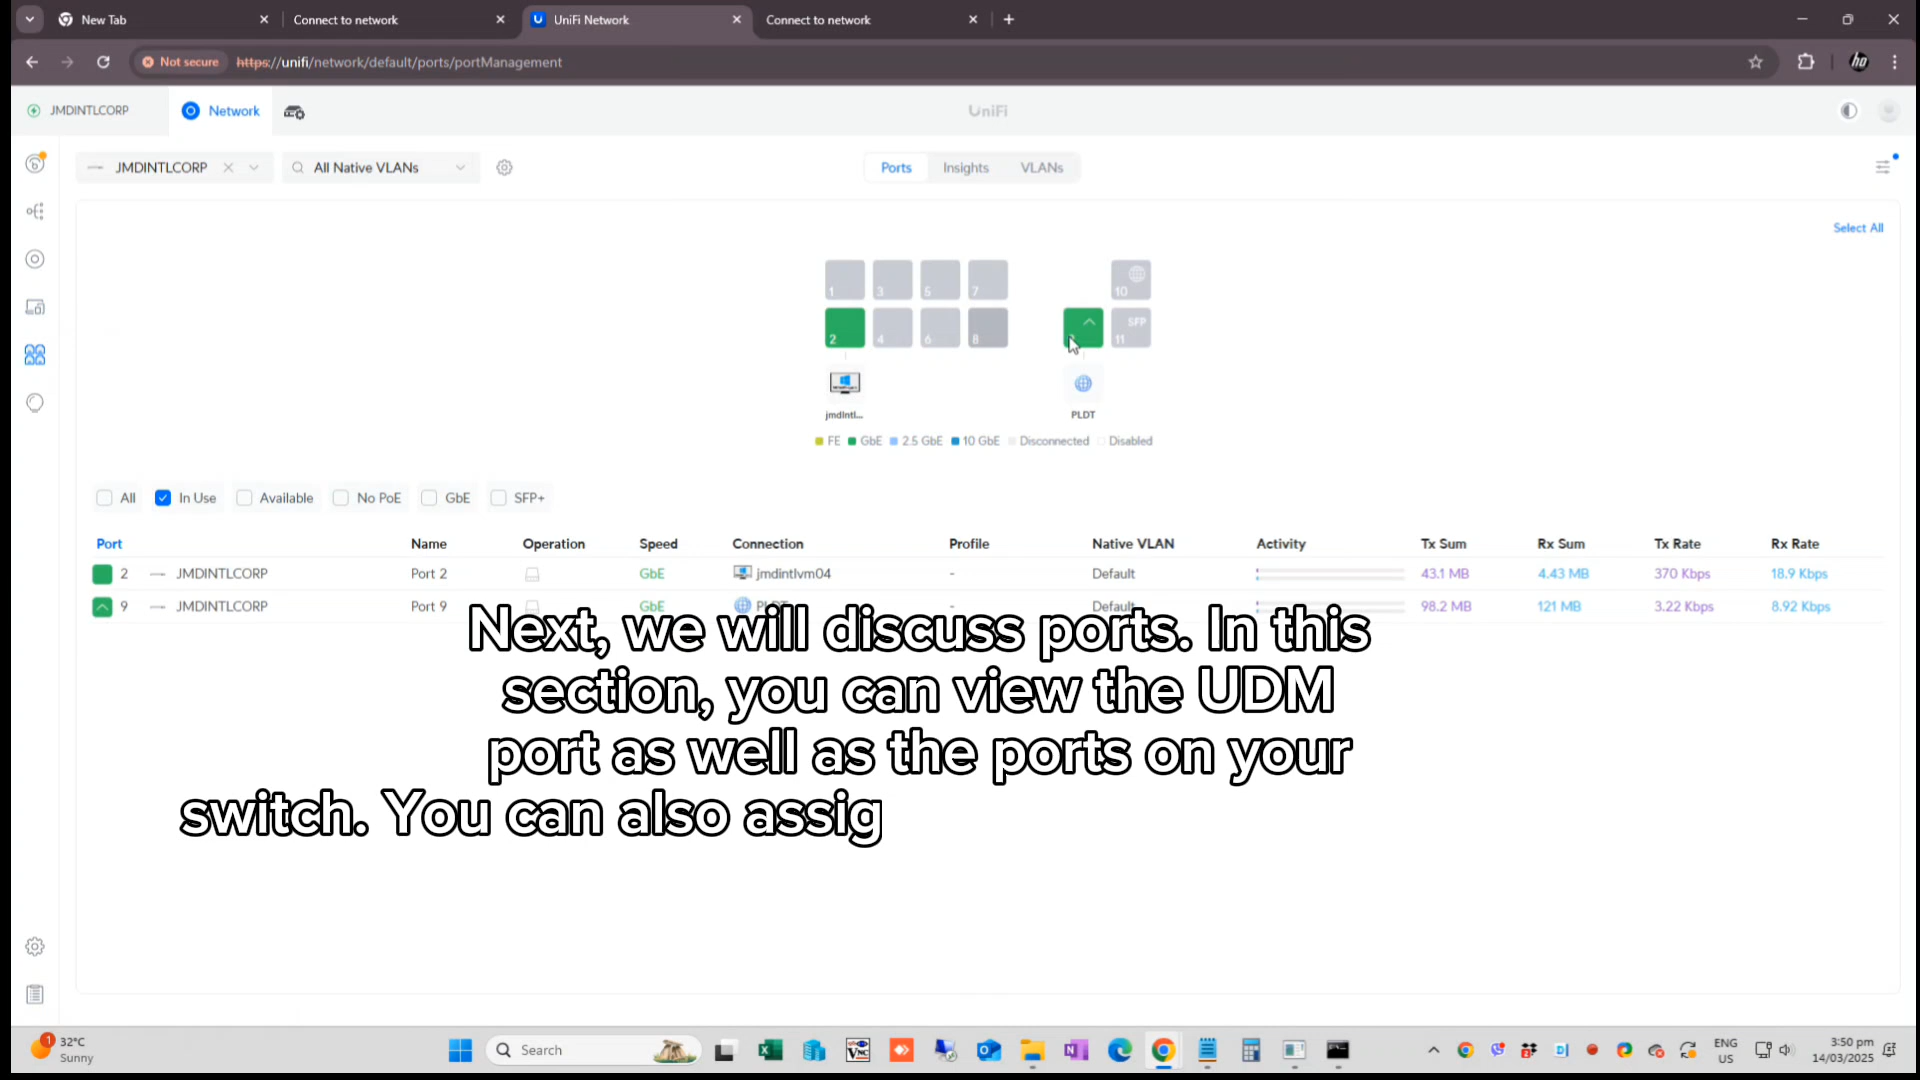 New Tab
Connect to network
UniFi Network
Connect to network
Not secure
https://unifi/network/default/ports/portManagement
JMDINTLCORP
Network
UniFi
JMDINTLCORP
All Native VLANs
Ports
Insights
VLANs
Select All
1 3 5 7 10
2 4 6 8 SFP 11
jmdintl...
PLDT
FE GbE 2.5 GbE 10 GbE Disconnected Disabled
All In Use Available No PoE GbE SFP+
Port Name Operation Speed Connection Profile Native VLAN Activity Tx Sum Rx Sum Tx Rate Rx Rate
2 JMDINTLCORP Port 2 GbE jmdintlvm04 - Default 43.1 MB 4.43 MB 370 Kbps 18.9 Kbps
9 JMDINTLCORP Port 9 GbE PLDT - Default 98.2 MB 121 MB 3.22 Kbps 8.92 Kbps
Next, we will discuss ports. In this
section, you can view the UDM
port as well as the ports on your
switch. You can also assig
1
32°C
Sunny
Search
ENG
US
3:50 pm
14/03/2025